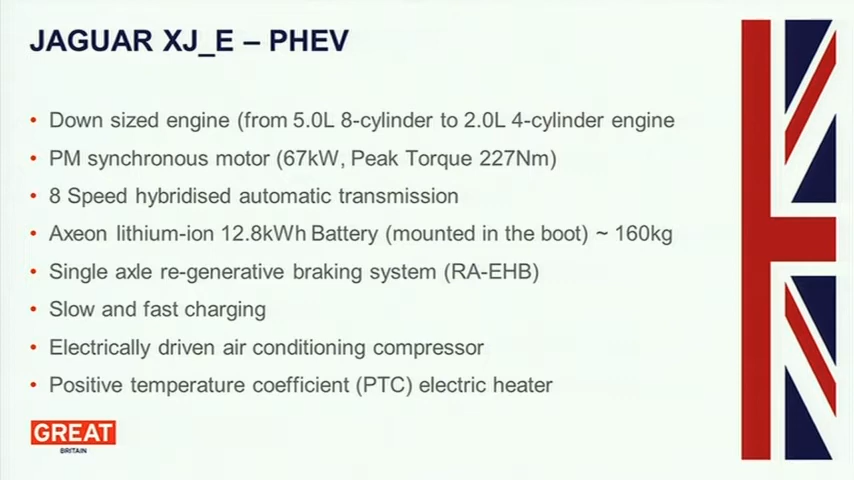 JAGUAR XJ_E – PHEV
• Down sized engine (from 5.0L 8-cylinder to 2.0L 4-cylinder engine
• PM synchronous motor (67kW, Peak Torque 227Nm)
• 8 Speed hybridised automatic transmission
• Axeon lithium-ion 12.8kWh Battery (mounted in the boot) ~ 160kg
• Single axle re-generative braking system (RA-EHB)
• Slow and fast charging
• Electrically driven air conditioning compressor
• Positive temperature coefficient (PTC) electric heater
GREAT
BRITAIN